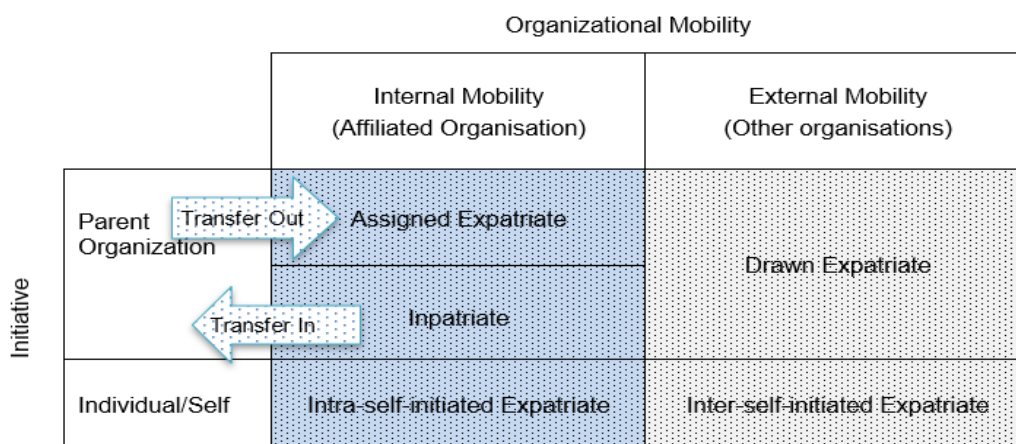 Organizational Mobility
Internal Mobility
(Affiliated Organisation)
External Mobility
(Other organisations)
Initiative
Parent
Organization
Transfer Out
Assigned Expatriate
Drawn Expatriate
Transfer In
Inpatriate
Individual/Self
Intra-self-initiated Expatriate
Inter-self-initiated Expatriate